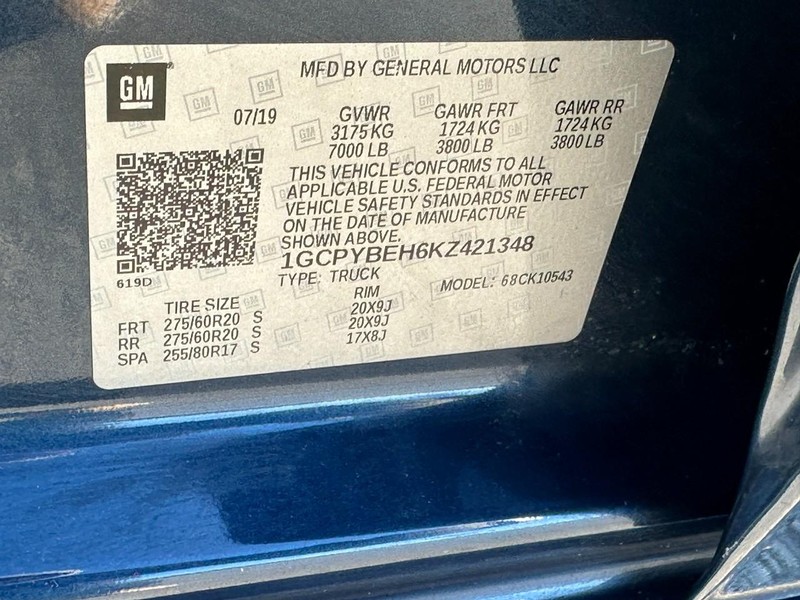 GM
MFD BY GENERAL MOTORS LLC
07/19 GVWR GAWR FRT GAWR RR
3175 KG 1724 KG 1724 KG
7000 LB 3800 LB 3800 LB
THIS VEHICLE CONFORMS TO ALL
APPLICABLE U.S. FEDERAL MOTOR
VEHICLE SAFETY STANDARDS IN EFFECT
ON THE DATE OF MANUFACTURE
SHOWN ABOVE.
1GCPYBEH6KZ421348
619D
TYPE: TRUCK MODEL: 68CK10543
TIRE SIZE RIM
FRT 275/60R20 S 20X9J
RR 275/60R20 S 20X9J
SPA 255/80R17 S 17X8J